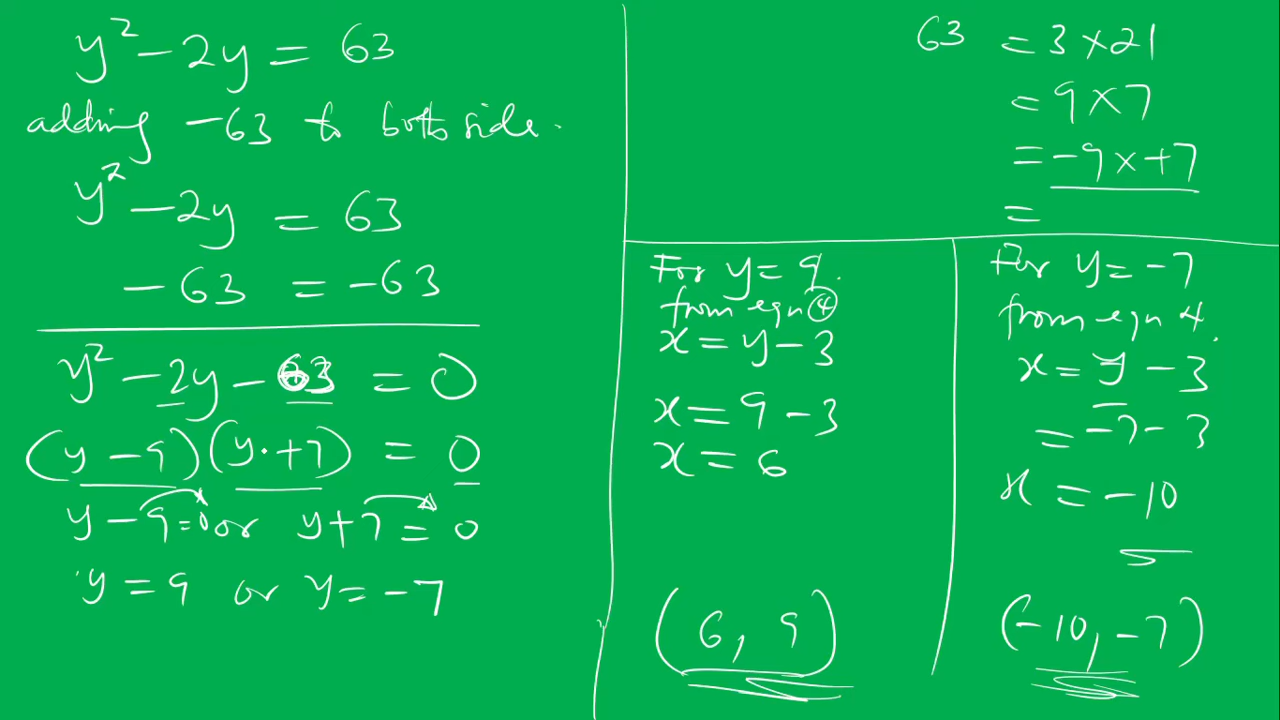 y² - 2y = 63
adding -63 to both side.
y² - 2y = 63
- 63 = -63
y² - 2y - 63 = 0
(y - 9)(y + 7) = 0
y - 9 = 0 or y + 7 = 0
y = 9 or y = -7
63 = 3 × 21
= 9 × 7
= -9 × +7
=
For y = 9.
from eqn ④
x = y - 3
x = 9 - 3
x = 6
(6, 9)
For y = -7
from eqn 4.
x = y - 3
= -7 - 3
x = -10
(-10, -7)